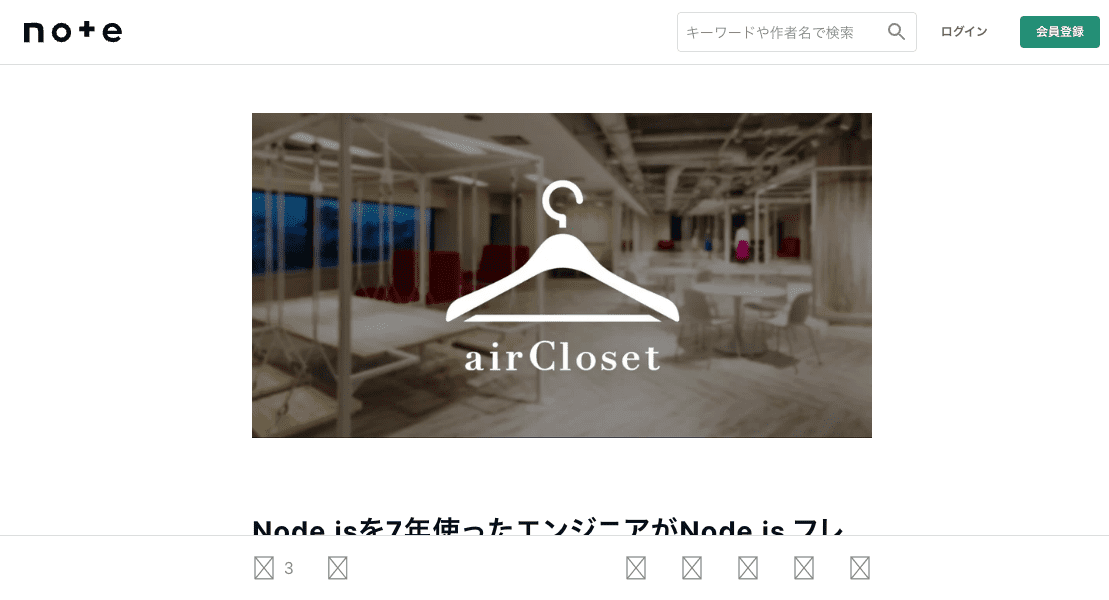 note
キーワードや作者名で検索
ログイン
会員登録
airCloset
Node.jsを7年使ったエンジニアがNode.js フレ
3